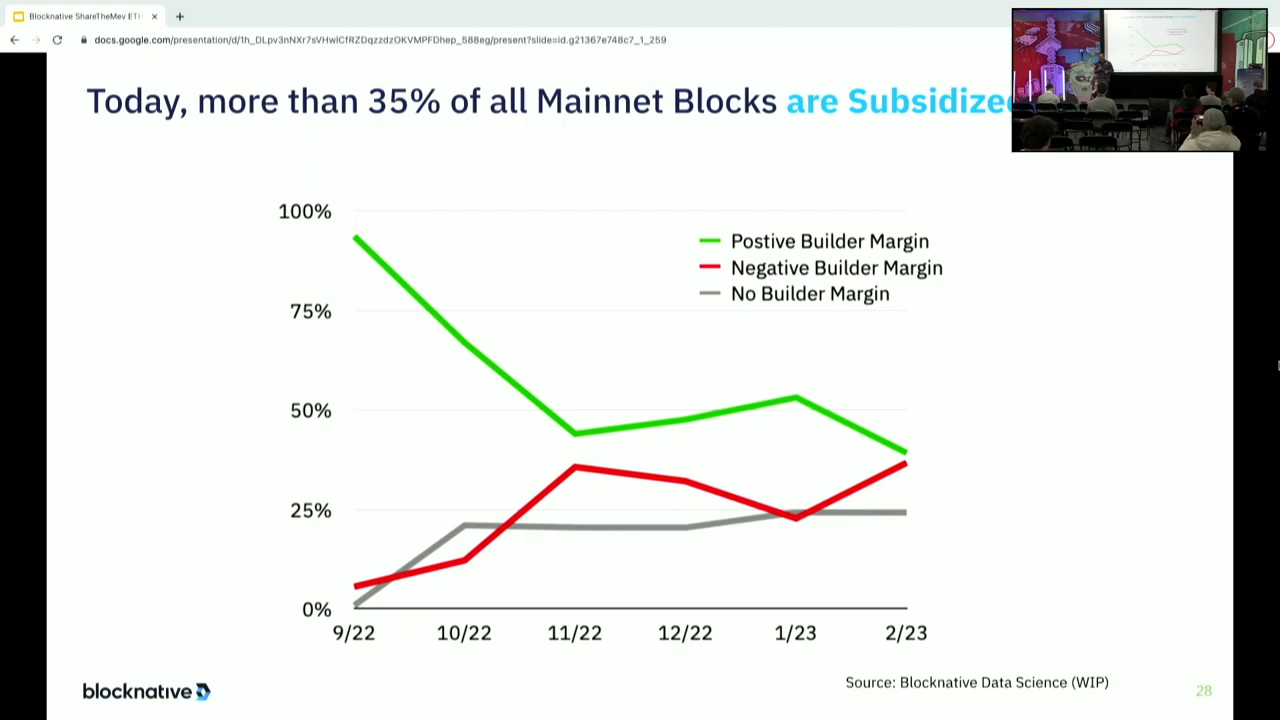 Blocknative ShareTheMev ETH
docs.google.com/presentation/d/1h_DLpv3nNXr7sVHwlCfRZDqzzdzOKVMPFDhep_588eg/present?slide=id.g21367e748c7_1_259
Today, more than 35% of all Mainnet Blocks are Subsidized
100%
75%
50%
25%
0%
Postive Builder Margin
Negative Builder Margin
No Builder Margin
9/22 10/22 11/22 12/22 1/23 2/23
Source: Blocknative Data Science (WIP)
blocknative
28